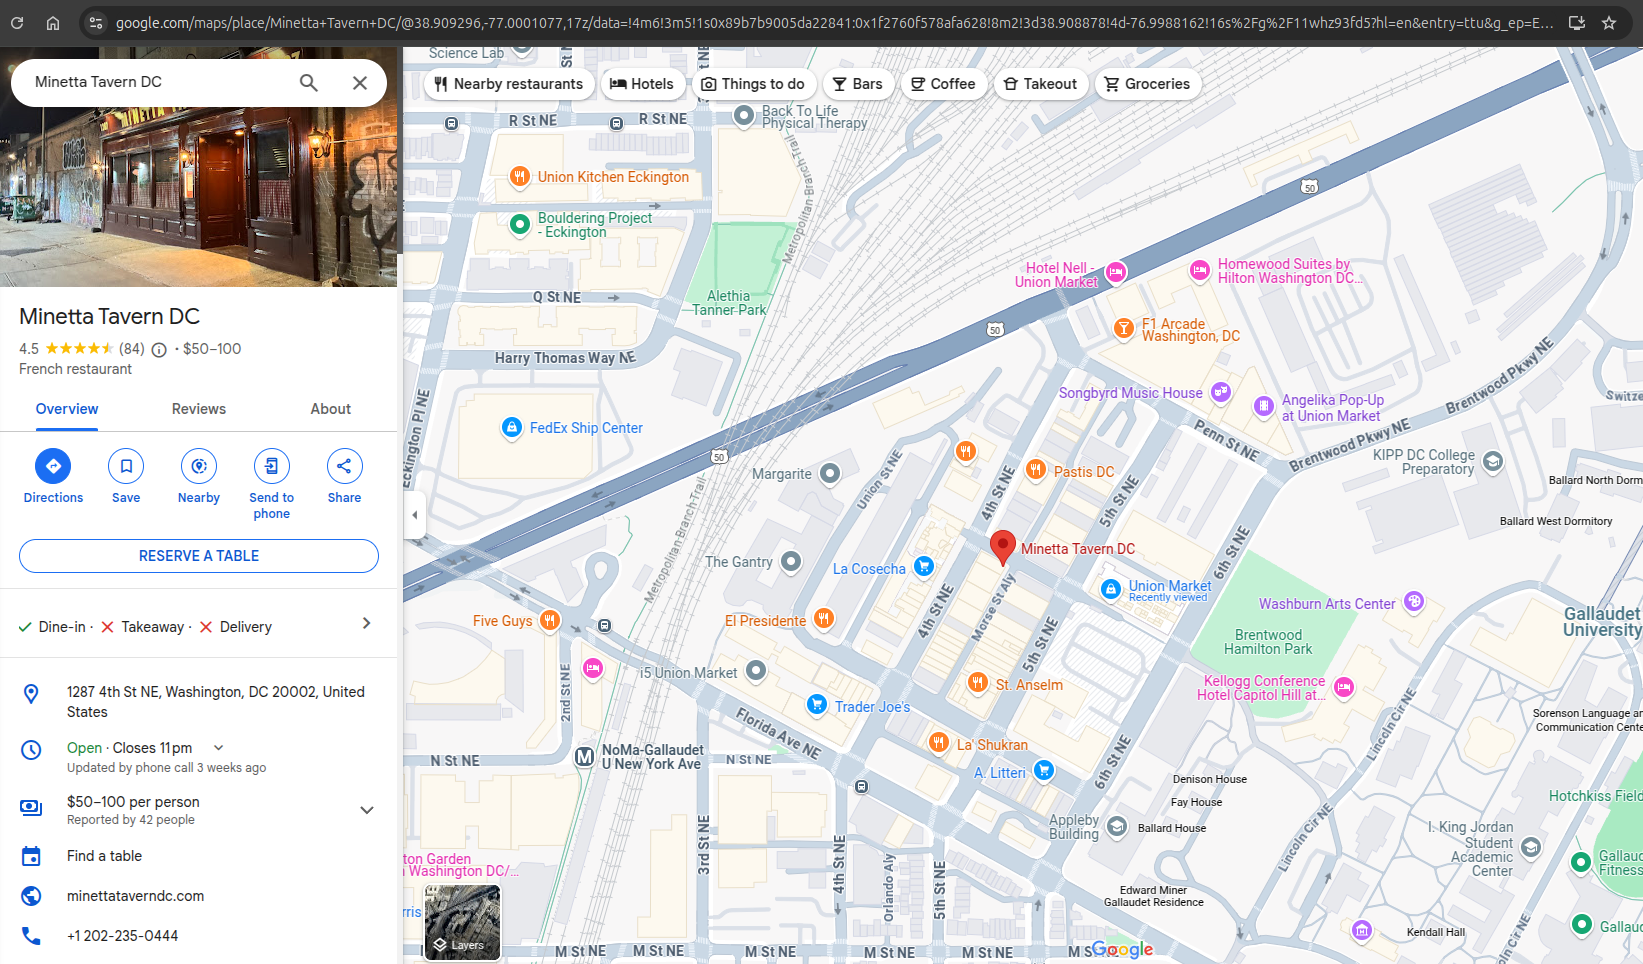 google.com/maps/place/Minetta+Tavern+DC/@38.909296,-77.0001077,17z/data=!4m6!3m5!1s0x89b7b9005da22841:0x1f2760f578afa628!8m2!3d38.908878!4d-76.9988162!16s%2Fg%2F11whz93fd5?hl=en&entry=ttu&g_ep=E...
Minetta Tavern DC
MINETTA
Minetta Tavern DC
4.5 (84) · $50–100
French restaurant
Overview Reviews About
Directions
Save
Nearby
Send to
phone
Share
RESERVE A TABLE
Dine-in · Takeaway · Delivery
1287 4th St NE, Washington, DC 20002, United
States
Open · Closes 11 pm
Updated by phone call 3 weeks ago
$50–100 per person
Reported by 42 people
Find a table
minettataverndc.com
+1 202-235-0444
Nearby restaurants
Hotels
Things to do
Bars
Coffee
Takeout
Groceries
Science Lab
R St NE
R St NE
Back To Life
Physical Therapy
Union Kitchen Eckington
Bouldering Project
- Eckington
Metropolitan Branch Trail
50
Hotel Nell -
Union Market
Homewood Suites by
Hilton Washington DC...
Q St NE
Alethia
Tanner Park
50
F1 Arcade
Washington, DC
Harry Thomas Way NE
Eckington Pl NE
Songbyrd Music House
Angelika Pop-Up
at Union Market
Brentwood Pkwy NE
Brentwood Pkwy NE
Penn St NE
FedEx Ship Center
50
Margarite
Union St NE
4th St NE
Pastis DC
5th St NE
KIPP DC College
Preparatory
Ballard North Dorm
Ballard West Dormitory
Metropolitan Branch Trail
The Gantry
La Cosecha
Minetta Tavern DC
Union Market
Recently viewed
6th St NE
Washburn Arts Center
Gallaudet
University
Five Guys
El Presidente
4th St NE
Morse St Aly
5th St NE
Brentwood
Hamilton Park
i5 Union Market
St. Anselm
Kellogg Conference
Hotel Capitol Hill at...
2nd St NE
Trader Joe's
Florida Ave NE
La' Shukran
A. Litteri
6th St NE
Lincoln Cir NE
Sorenson Language and
Communication Cente
NoMa-Gallaudet
U New York Ave
N St NE
N St NE
Denison House
Fay House
Hotchkiss Field
Appleby
Building
Ballard House
Lincoln Cir NE
I. King Jordan
Student
Academic
Center
3rd St NE
4th St NE
Orlando Aly
5th St NE
ton Garden
Washington DC/...
Edward Miner
Gallaudet Residence
Gallaud
Fitness
rris
Layers
Kendall Hall
Gallaud
ln Cir NE
M St NE
M St NE
M St NE
M St NE
M S
Google
Switze